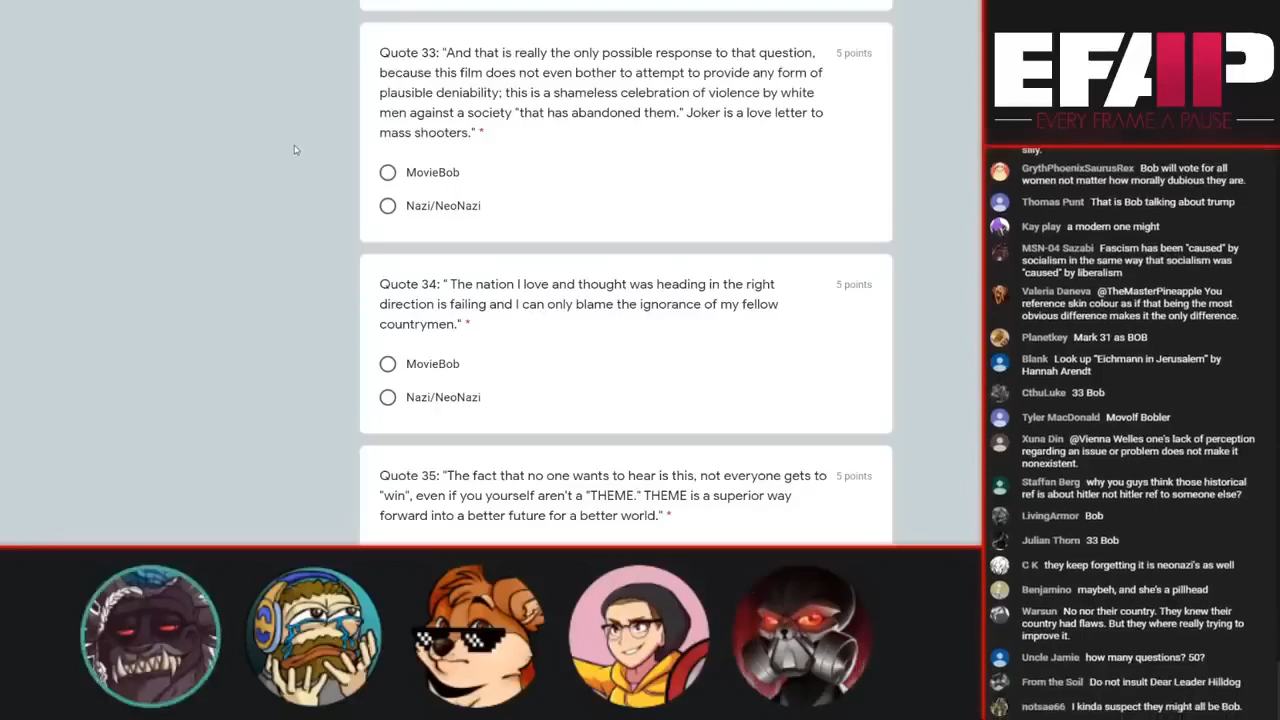 Quote 33: "And that is really the only possible response to that question,
because this film does not even bother to attempt to provide any form of
plausible deniability; this is a shameless celebration of violence by white
men against a society "that has abandoned them." Joker is a love letter to
mass shooters." *
5 points
MovieBob
Nazi/NeoNazi
Quote 34: " The nation I love and thought was heading in the right
direction is failing and I can only blame the ignorance of my fellow
countrymen." *
5 points
MovieBob
Nazi/NeoNazi
Quote 35: "The fact that no one wants to hear is this, not everyone gets to
"win", even if you yourself aren't a "THEME." THEME is a superior way
forward into a better future for a better world." *
5 points
EFAP
EVERY FRAME A PAUSE
silly.
GrythPhoenixSaurusRex Bob will vote for all
women not matter how morally dubious they are.
Thomas Punt That is Bob talking about trump
Kay play a modern one might
MSN-04 Sazabi Fascism has been "caused" by
socialism in the same way that socialism was
"caused" by liberalism
Valeria Daneva @TheMasterPineapple You
reference skin colour as if that being the most
obvious difference makes it the only difference.
Planetkey Mark 31 as BOB
Blank Look up "Eichmann in Jerusalem" by
Hannah Arendt
CthuLuke 33 Bob
Tyler MacDonald Movolf Bobler
Xuna Din @Vienna Welles one's lack of perception
regarding an issue or problem does not make it
nonexistent.
Staffan Berg why you guys think those historical
ref is about hitler not hitler ref to someone else?
LivingArmor Bob
Julian Thorn 33 Bob
C K they keep forgetting it is neonazi's as well
Benjamino maybeh, and she's a pillhead
Warsun No nor their country. They knew their
country had flaws. But they where really trying to
improve it.
Uncle Jamie how many questions? 50?
From the Soil Do not insult Dear Leader Hilldog
notsae66 I kinda suspect they might all be Bob.